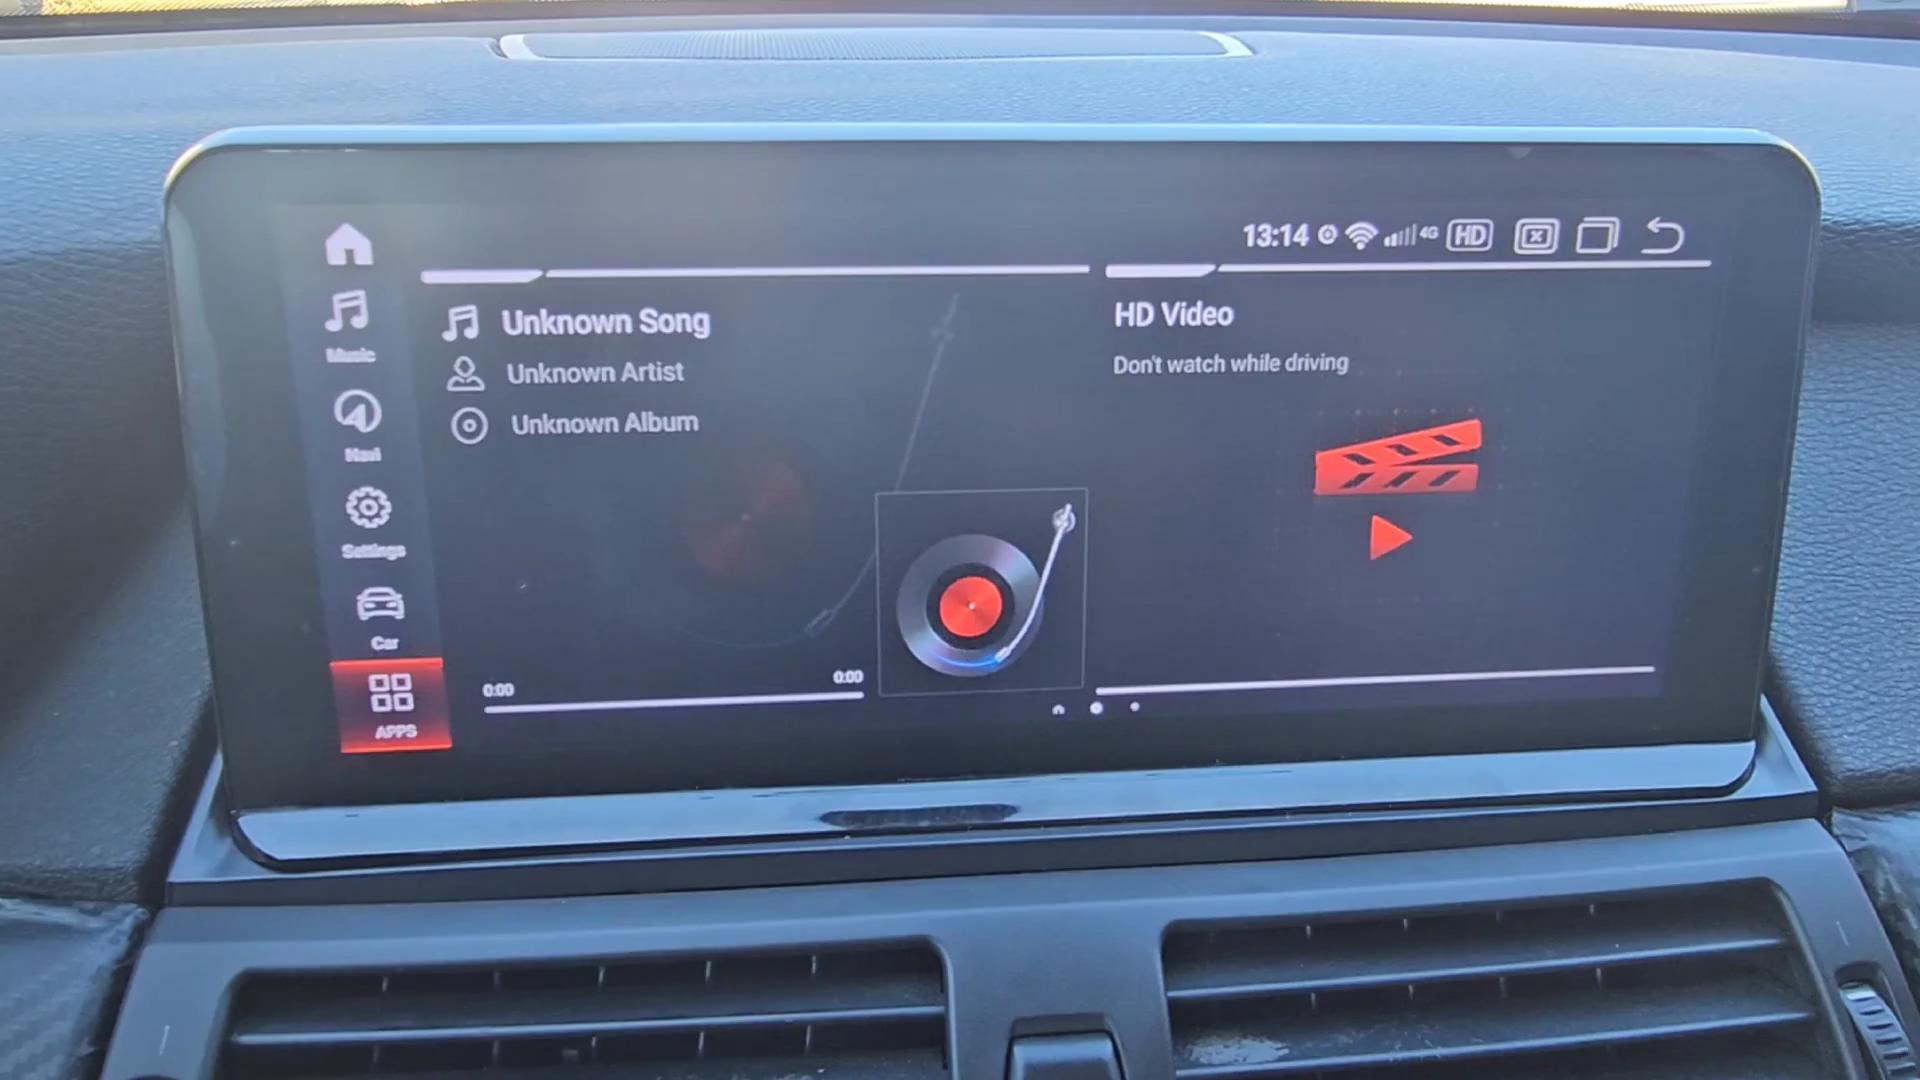 13:14 4G HD
Music
Navi
Settings
Car
APPS
Unknown Song
Unknown Artist
Unknown Album
0:00 0:00
HD Video
Don't watch while driving